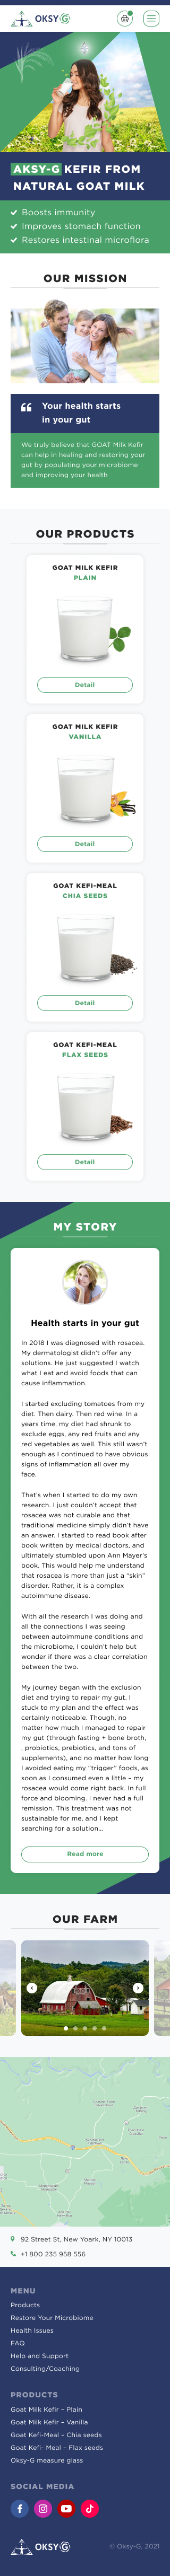 OKSY G
AKSY-G KEFIR FROM
NATURAL GOAT MILK
Boosts immunity
Improves stomach function
Restores intestinal microflora
OUR MISSION
Your health starts
in your gut
We truly believe that GOAT Milk Kefir
can help in healing and restoring your
gut by populating your microbiome
and improving your health
OUR PRODUCTS
GOAT MILK KEFIR
PLAIN
Detail
GOAT MILK KEFIR
VANILLA
Detail
GOAT KEFI-MEAL
CHIA SEEDS
Detail
GOAT KEFI-MEAL
FLAX SEEDS
Detail
MY STORY
Health starts in your gut
In 2018 I was diagnosed with rosacea.
My dermatologist didn't offer any
solutions. He just suggested I watch
what I eat and avoid foods that can
cause inflamation.
I started excluding tomatoes from my
diet. Then dairy. Then red wine. In a
years time, my diet had shrunk to
exclude eggs, any red fruits and any
red vegetables as well. This still wasn't
enough as I continued to have obvious
signs of inflammation all over my
face.
That's when I started to do my own
research. I just couldn't accept that
rosacea was not curable and that
traditional medicine simply didn't have
an answer. I started to read book after
book written by medical doctors, and
ultimately stumbled upon Ann Mayer's
book. This would help me understand
that rosacea is more than just a "skin"
disorder. Rather, it is a complex
autoimmune disease.
With all the research I was doing and
all the connections I was seeing
between autoimmune conditions and
the microbiome, I couldn't help but
wonder if there was a clear correlation
between the two.
My journey began with the exclusion
diet and trying to repair my gut. I
stuck to my plan and the effect was
certainly noticeable. Though, no
matter how much I managed to repair
my gut (through fasting + bone broth,
, probiotics, prebiotics, and tons of
supplements), and no matter how long
I avoided eating my "trigger" foods, as
soon as I consumed even a little – my
rosacea would come right back. In full
force and blooming. I never had a full
remission. This treatment was not
sustainable for me, and I kept
searching for a solution...
Read more
OUR FARM
92 Street St, New Yoark, NY 10013
+1 800 235 958 556
MENU
Products
Restore Your Microbiome
Health Issues
FAQ
Help and Support
Consulting/Coaching
PRODUCTS
Goat Milk Kefir – Plain
Goat Milk Kefir – Vanilla
Goat Kefi-Meal – Chia seeds
Goat Kefi- Meal – Flax seeds
Oksy-G measure glass
SOCIAL MEDIA
OKSY G
© Oksy-G, 2021